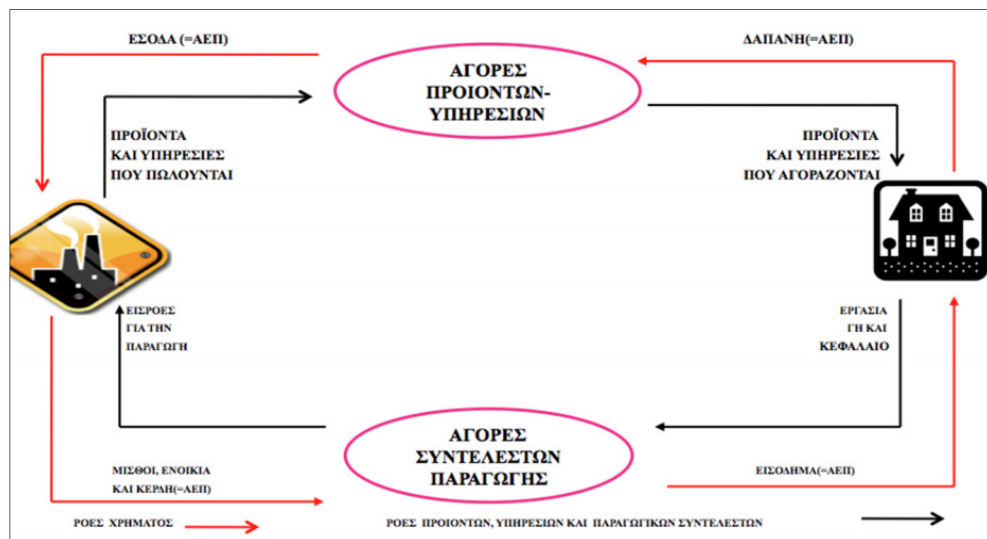 ΕΣΟΔΑ (=ΑΕΠ)
ΔΑΠΑΝΗ(=ΑΕΠ)
ΑΓΟΡΕΣ
ΠΡΟΙΟΝΤΩΝ-
ΥΠΗΡΕΣΙΩΝ
ΠΡΟΪΟΝΤΑ
ΚΑΙ ΥΠΗΡΕΣΙΕΣ
ΠΟΥ ΠΩΛΟΥΝΤΑΙ
ΠΡΟΪΟΝΤΑ
ΚΑΙ ΥΠΗΡΕΣΙΕΣ
ΠΟΥ ΑΓΟΡΑΖΟΝΤΑΙ
ΕΙΣΡΟΕΣ
ΓΙΑ ΤΗΝ
ΠΑΡΑΓΩΓΗ
ΕΡΓΑΣΙΑ
ΓΗ ΚΑΙ
ΚΕΦΑΛΑΙΟ
ΑΓΟΡΕΣ
ΣΥΝΤΕΛΕΣΤΩΝ
ΠΑΡΑΓΩΓΗΣ
ΜΙΣΘΟΙ, ΕΝΟΙΚΙΑ
ΚΑΙ ΚΕΡΔΗ(=ΑΕΠ)
ΕΙΣΟΔΗΜΑ(=ΑΕΠ)
ΡΟΕΣ ΧΡΗΜΑΤΟΣ
ΡΟΕΣ ΠΡΟΙΟΝΤΩΝ, ΥΠΗΡΕΣΙΩΝ ΚΑΙ ΠΑΡΑΓΩΓΙΚΩΝ ΣΥΝΤΕΛΕΣΤΩΝ